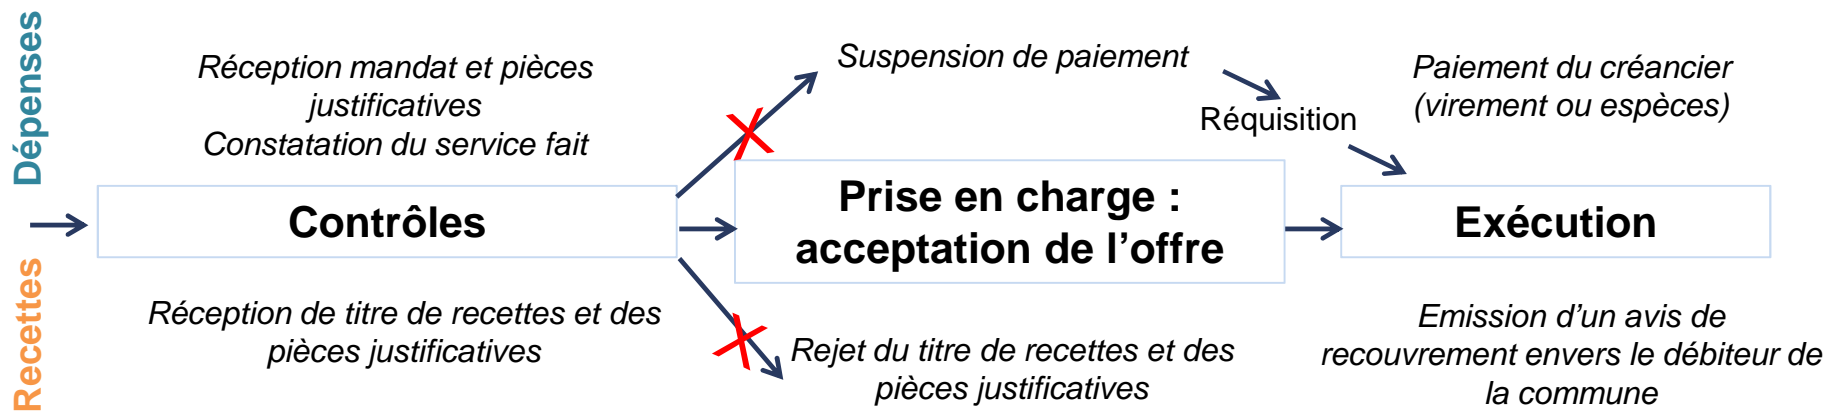 Dépenses
Réception mandat et pièces
justificatives
Constatation du service fait
Suspension de paiement
Réquisition
Paiement du créancier
(virement ou espèces)
Contrôles
Prise en charge :
acceptation de l’offre
Exécution
Recettes
Réception de titre de recettes et des
pièces justificatives
Rejet du titre de recettes et des
pièces justificatives
Emission d’un avis de
recouvrement envers le débiteur de
la commune